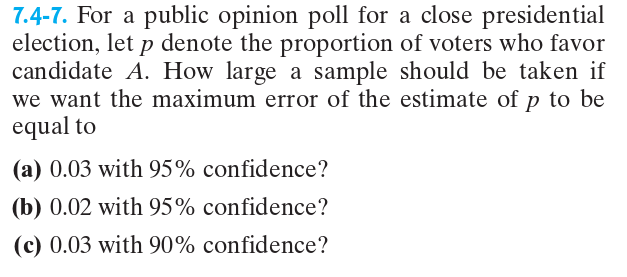 7.4-7. For a public opinion poll for a close presidential
election, let p denote the proportion of voters who favor
candidate A. How large a sample should be taken if
we want the maximum error of the estimate of p to be
equal to
(a) 0.03 with 95% confidence?
(b) 0.02 with 95% confidence?
(c) 0.03 with 90% confidence?